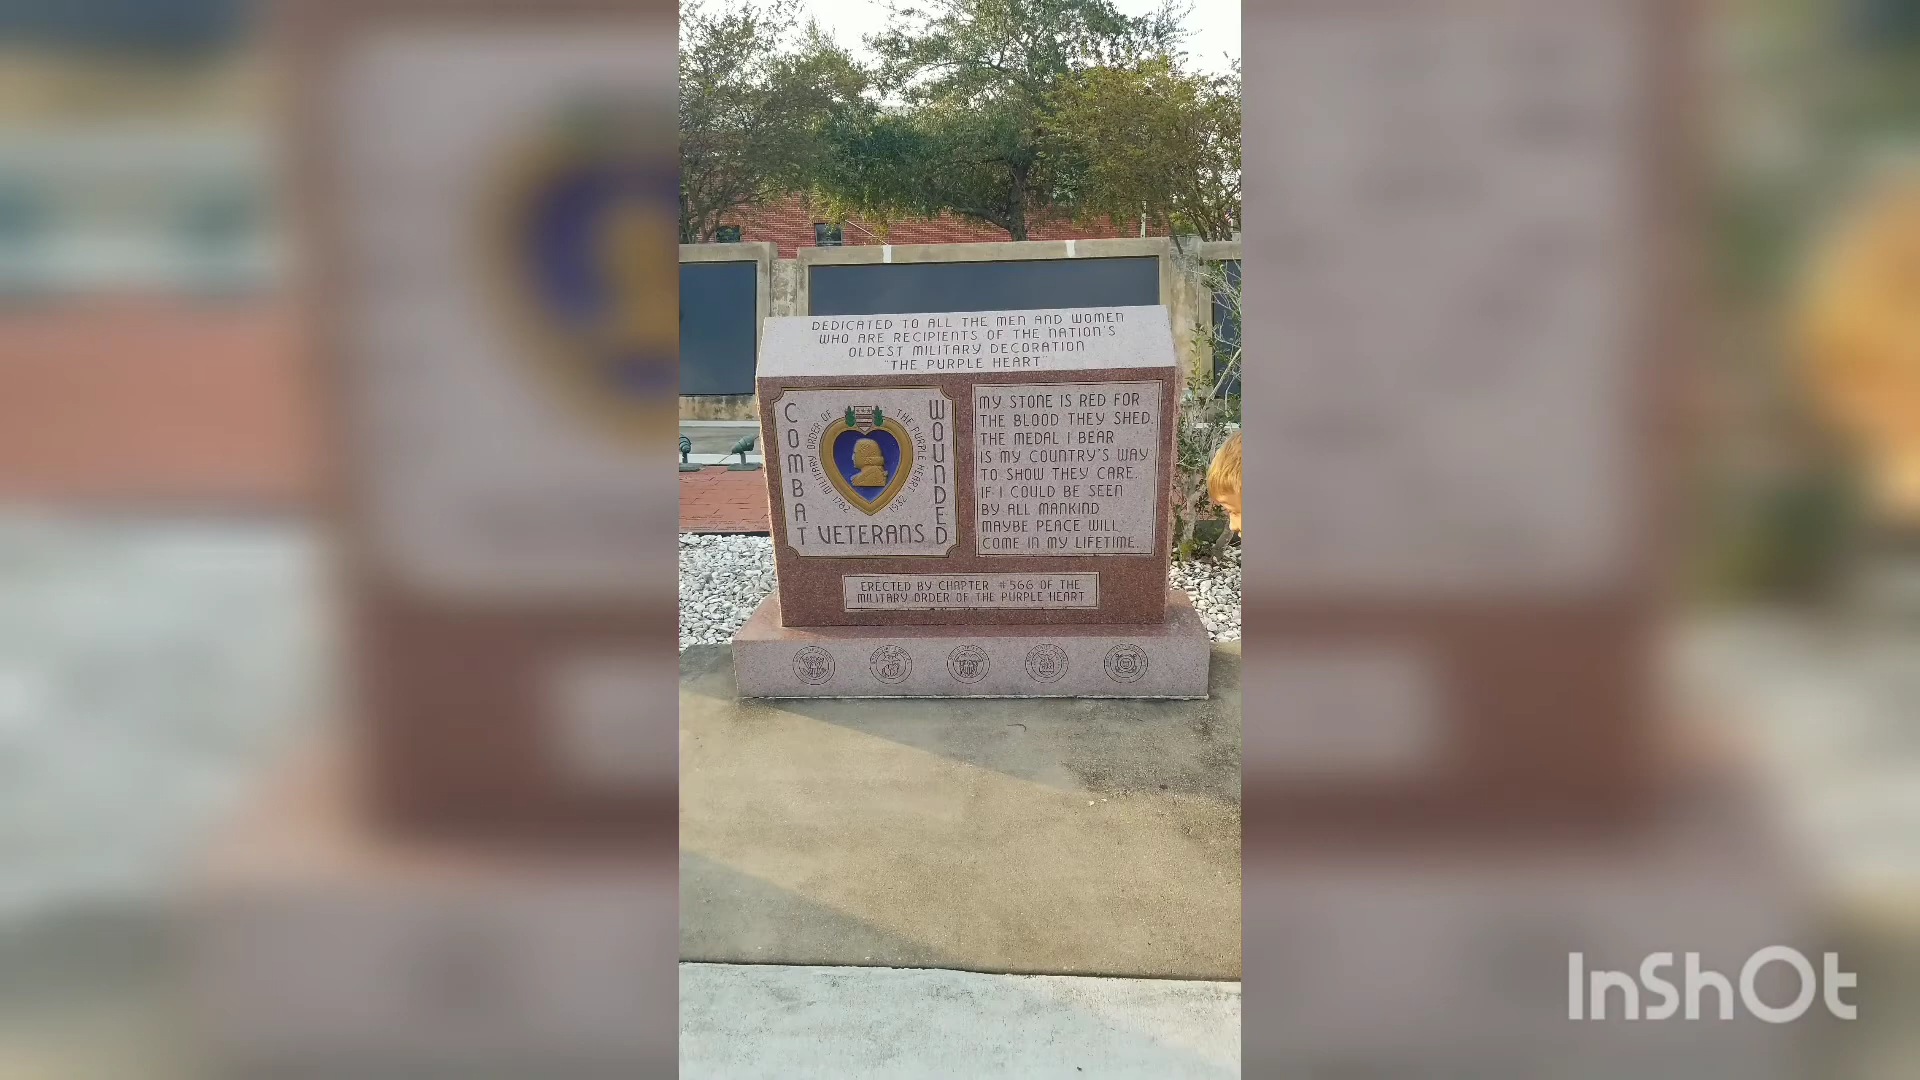 DEDICATED TO ALL THE MEN AND WOMEN
WHO ARE RECIPIENTS OF THE NATION'S
OLDEST MILITARY DECORATION
"THE PURPLE HEART"
COMBAT
WOUNDED
VETERANS
MILITARY ORDER OF THE PURPLE HEART
1782 1932
MY STONE IS RED FOR
THE BLOOD THEY SHED.
THE MEDAL I BEAR
IS MY COUNTRY'S WAY
TO SHOW THEY CARE.
IF I COULD BE SEEN
BY ALL MANKIND
MAYBE PEACE WILL
COME IN MY LIFETIME.
ERECTED BY CHAPTER #566 OF THE
MILITARY ORDER OF THE PURPLE HEART
InShOt